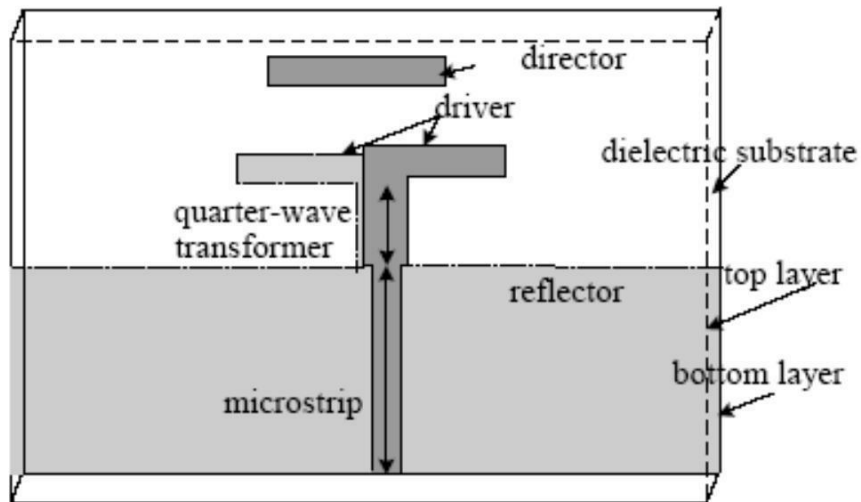 director
driver
dielectric substrate
quarter-wave
transformer
top layer
reflector
bottom layer
microstrip